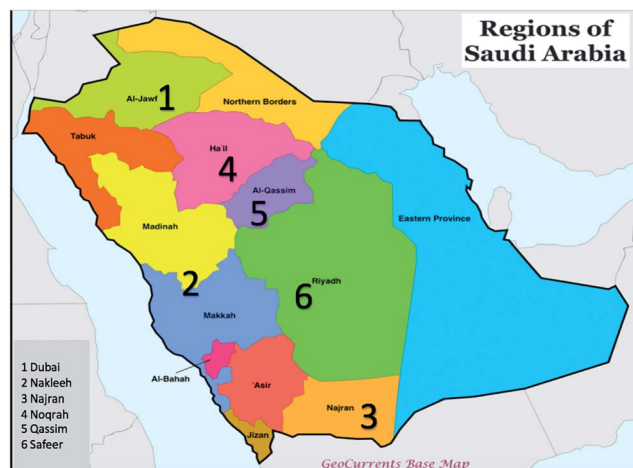 Regions of
Saudi Arabia
Al-Jawf
1
Northern Borders
Tabuk
Ha'il
4
Al-Qassim
5
Eastern Province
Madinah
2
Riyadh
6
Makkah
Al-Bahah
'Asir
Najran
3
Jizan
1 Dubai
2 Nakleeh
3 Najran
4 Noqrah
5 Qassim
6 Safeer
GeoCurrents Base Map